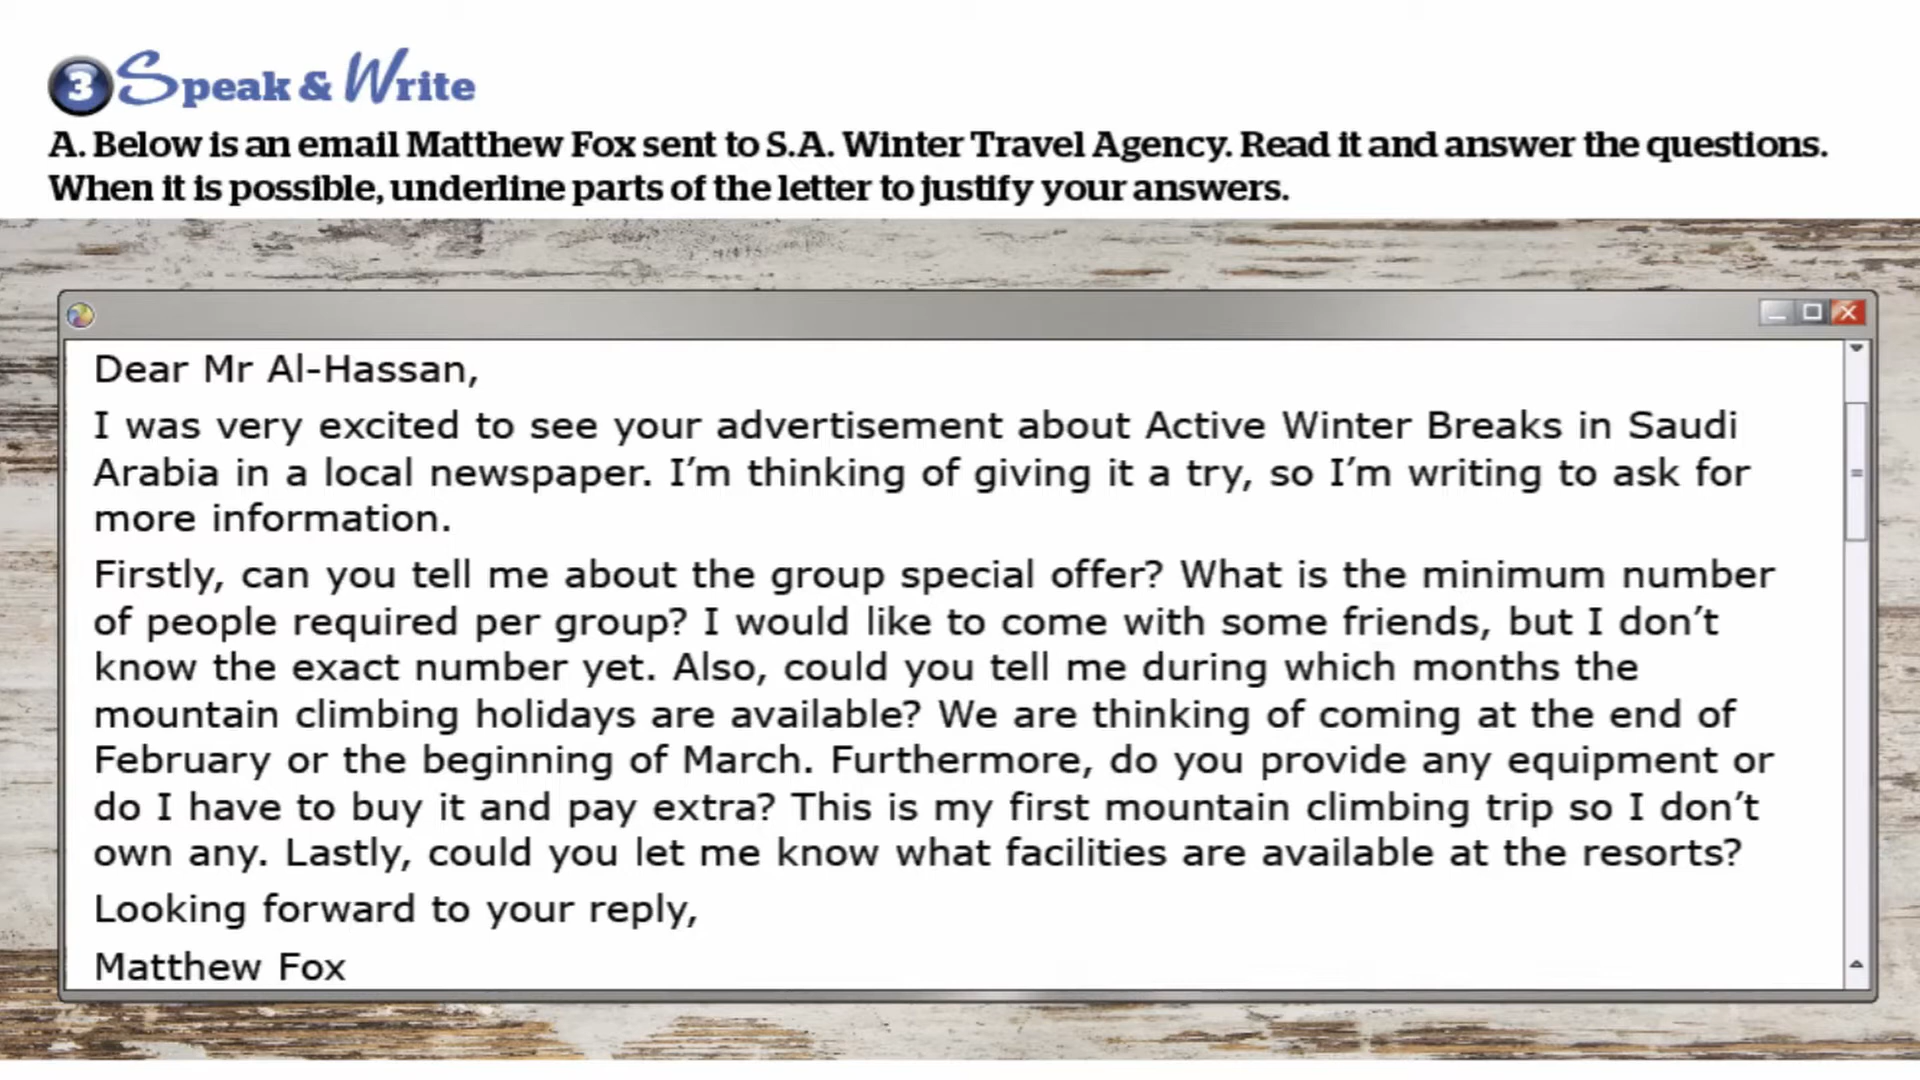 3 Speak & Write
A. Below is an email Matthew Fox sent to S.A. Winter Travel Agency. Read it and answer the questions.
When it is possible, underline parts of the letter to justify your answers.
Dear Mr Al-Hassan,
I was very excited to see your advertisement about Active Winter Breaks in Saudi
Arabia in a local newspaper. I’m thinking of giving it a try, so I’m writing to ask for
more information.
Firstly, can you tell me about the group special offer? What is the minimum number
of people required per group? I would like to come with some friends, but I don’t
know the exact number yet. Also, could you tell me during which months the
mountain climbing holidays are available? We are thinking of coming at the end of
February or the beginning of March. Furthermore, do you provide any equipment or
do I have to buy it and pay extra? This is my first mountain climbing trip so I don’t
own any. Lastly, could you let me know what facilities are available at the resorts?
Looking forward to your reply,
Matthew Fox